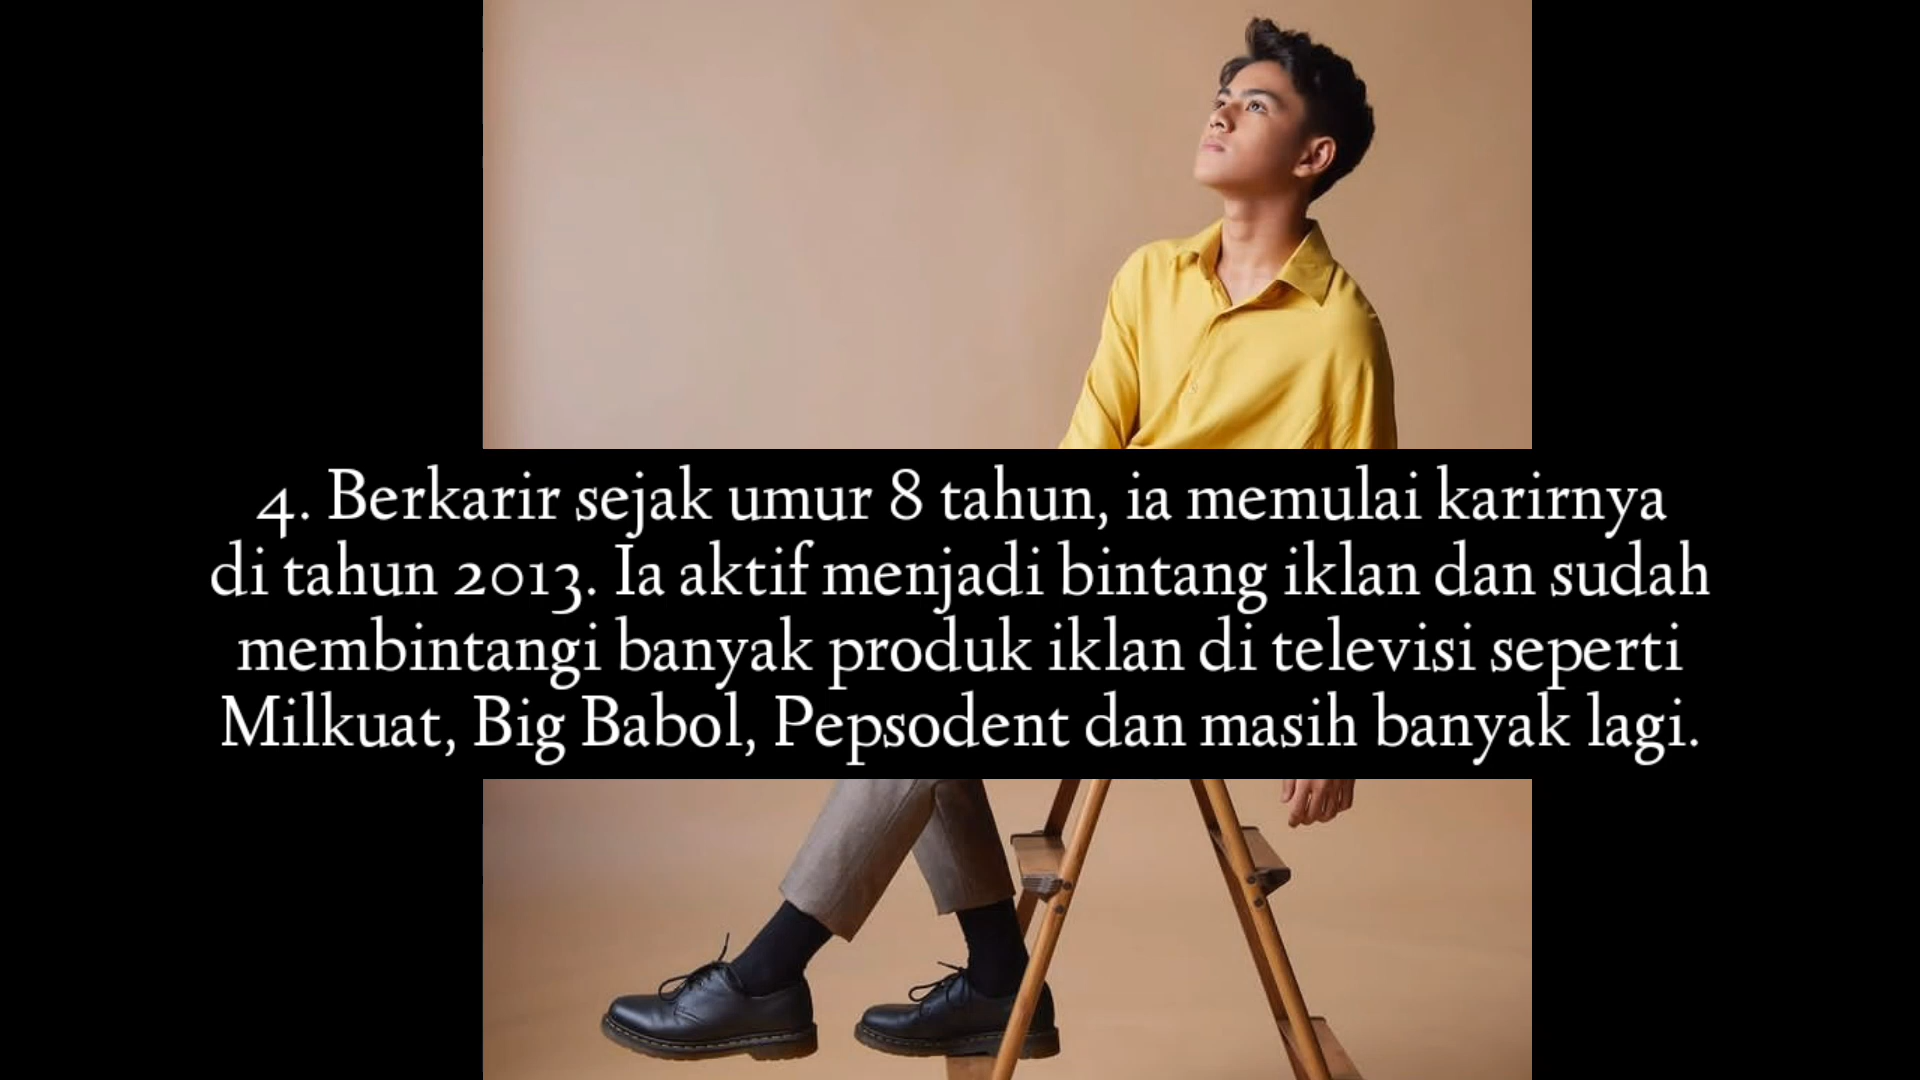 4. Berkarir sejak umur 8 tahun, ia memulai karirnya
di tahun 2013. Ia aktif menjadi bintang iklan dan sudah
membintangi banyak produk iklan di televisi seperti
Milkuat, Big Babol, Pepsodent dan masih banyak lagi.